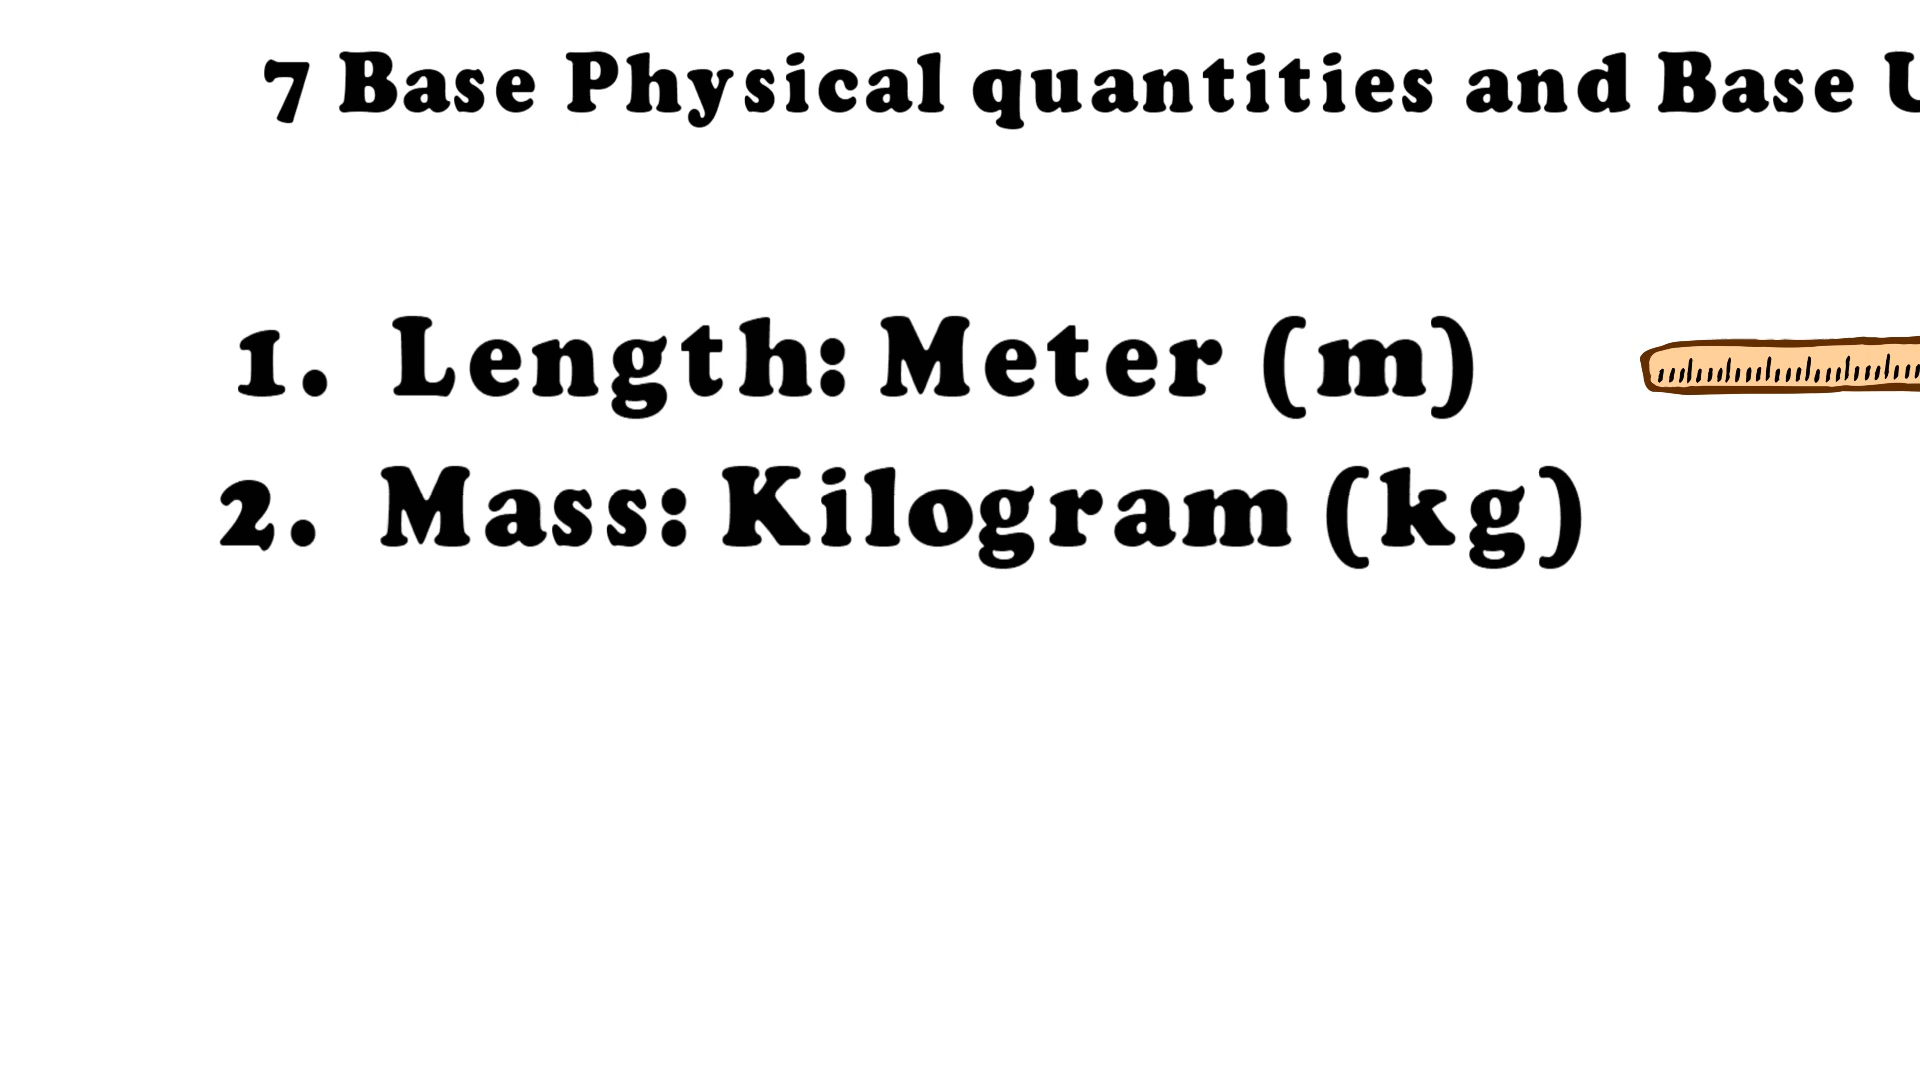 7 Base Physical quantities and Base U
1. Length: Meter (m)
2. Mass: Kilogram (kg)